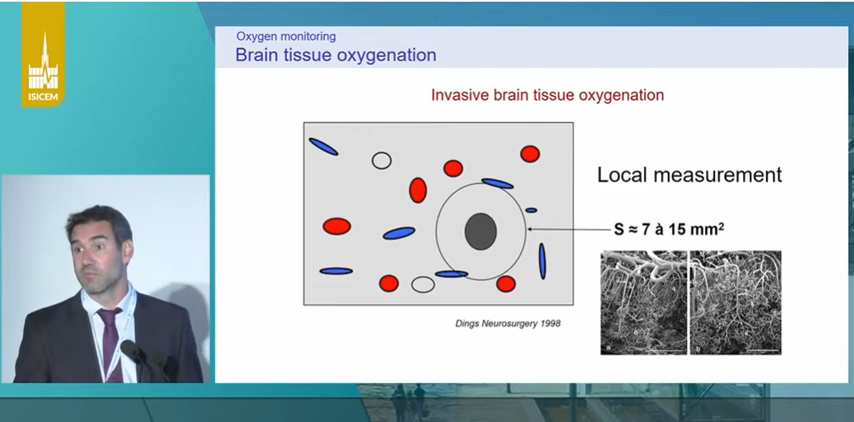 ISICEM
Oxygen monitoring
Brain tissue oxygenation
Invasive brain tissue oxygenation
Local measurement
S ≈ 7 à 15 mm²
a
b
Dings Neurosurgery 1998